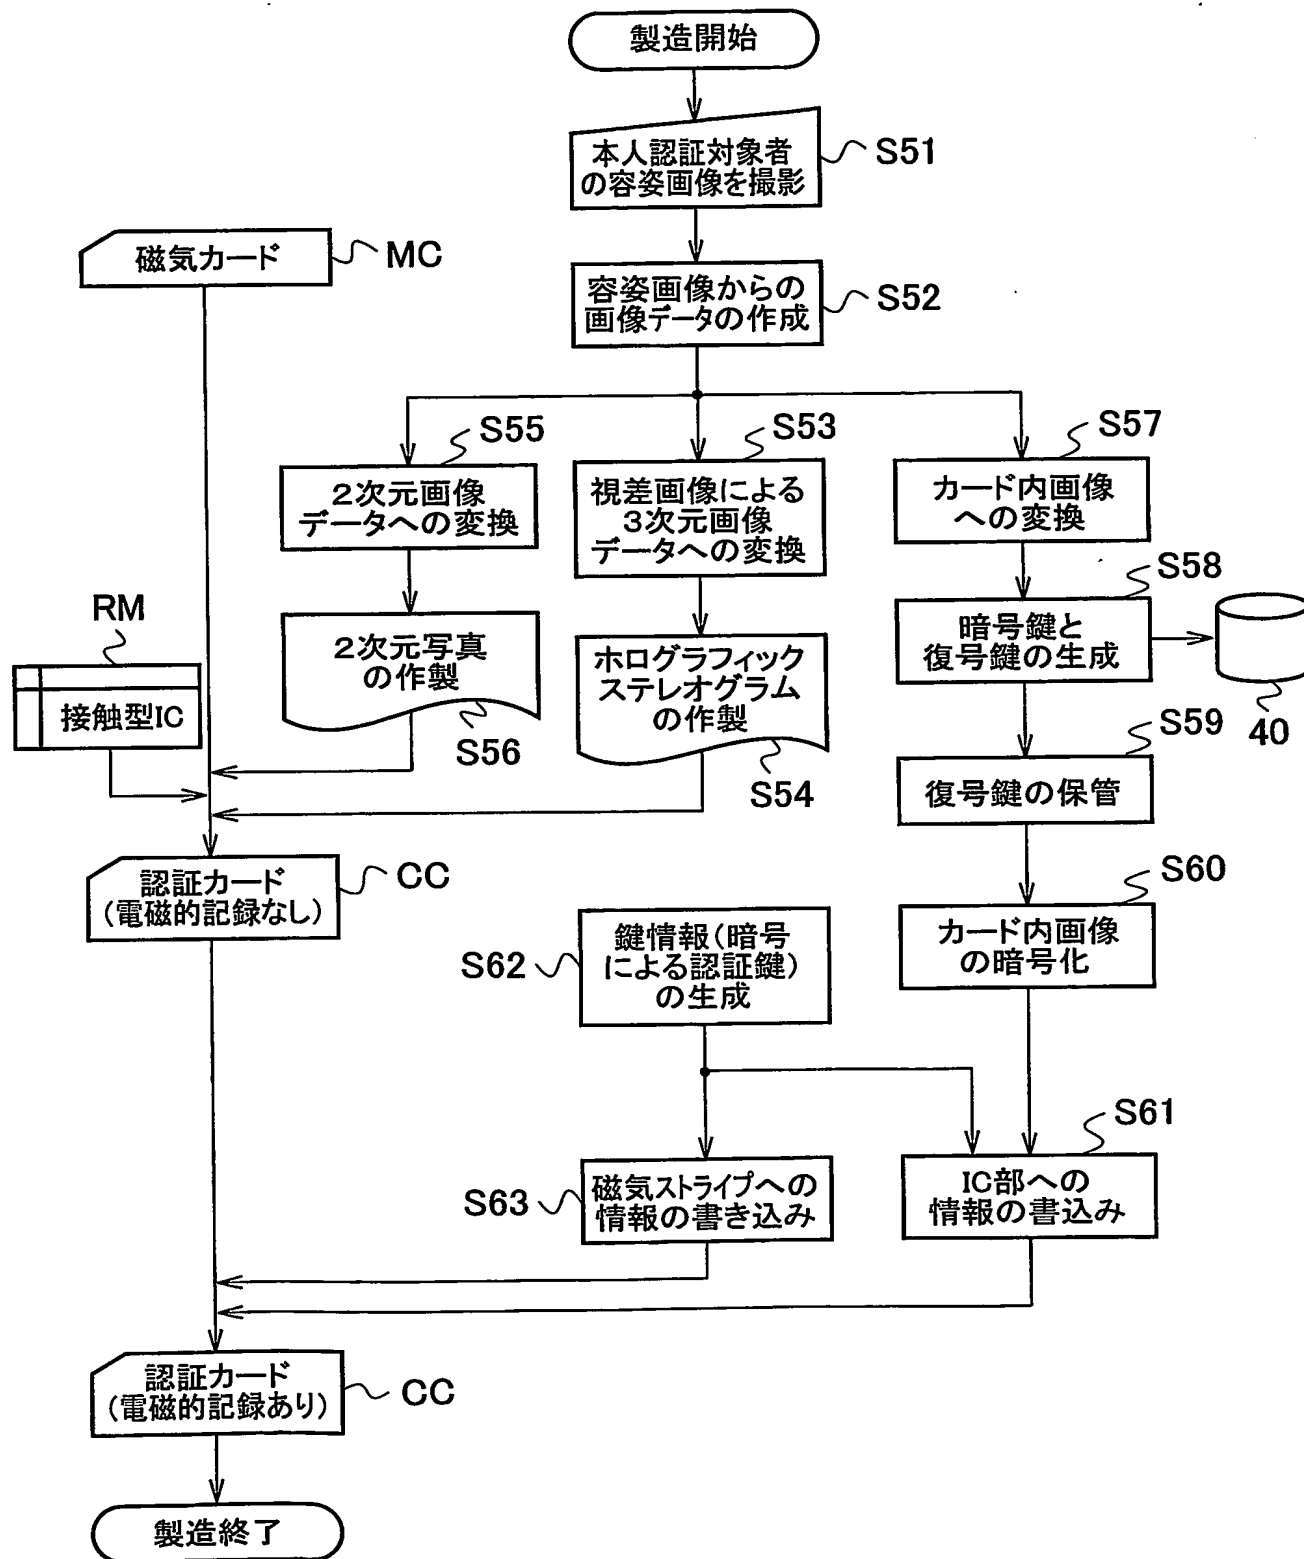 製造開始
本人認証対象者
の容姿画像を撮影
S51
磁気カード
MC
容姿画像からの
画像データの作成
S52
S55
S53
S57
2次元画像
データへの変換
視差画像による
3次元画像
データへの変換
カード内画像
への変換
S58
RM
接触型IC
2次元写真
の作製
S56
ホログラフィック
ステレオグラム
の作製
S54
暗号鍵と
復号鍵の生成
40
S59
復号鍵の保管
認証カード
(電磁的記録なし)
CC
S60
S62
鍵情報(暗号
による認証鍵)
の生成
カード内画像
の暗号化
S61
S63
磁気ストライプへの
情報の書き込み
IC部への
情報の書込み
認証カード
(電磁的記録あり)
CC
製造終了